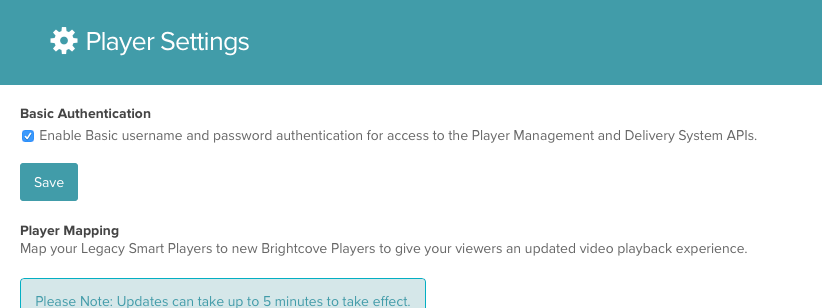 Player Settings
Basic Authentication
Enable Basic username and password authentication for access to the Player Management and Delivery System APIs.
Save
Player Mapping
Map your Legacy Smart Players to new Brightcove Players to give your viewers an updated video playback experience.
Please Note: Updates can take up to 5 minutes to take effect.